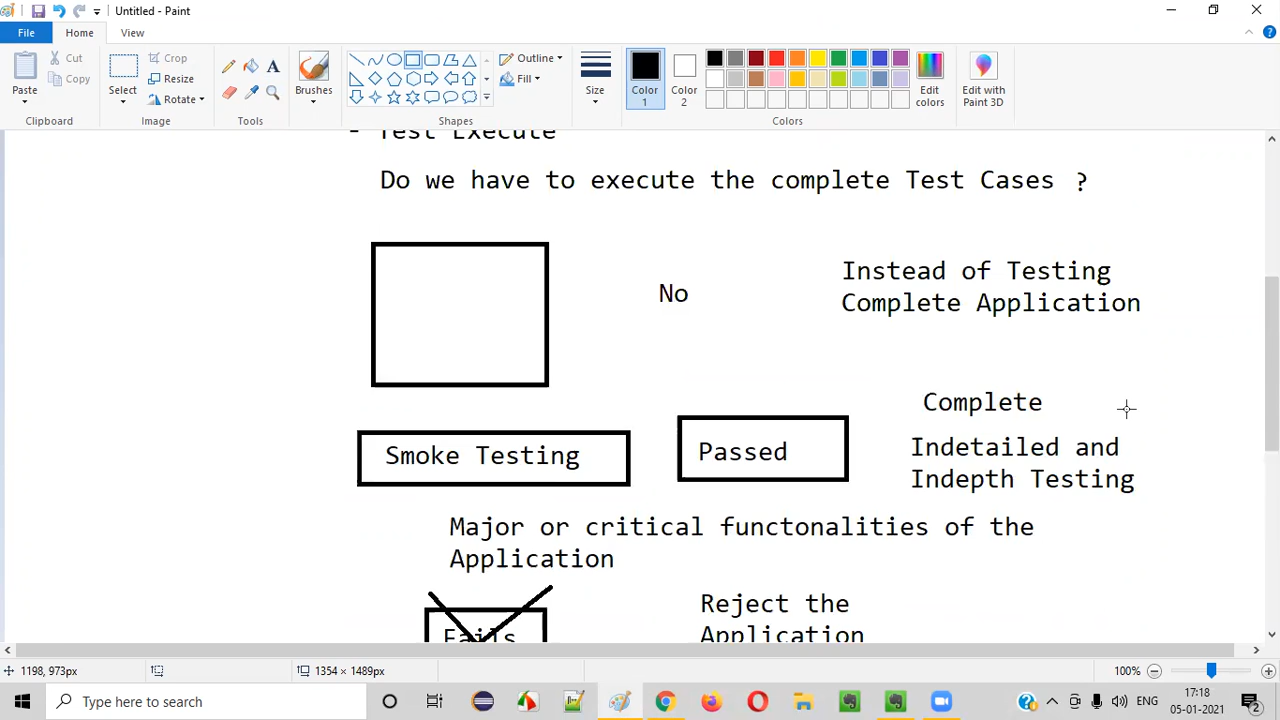 Untitled - Paint
File
Home
View
Paste
Cut
Copy
Clipboard
Select
Crop
Resize
Rotate
Image
Tools
Brushes
Shapes
Outline
Fill
Size
Color 1
Color 2
Edit colors
Edit with Paint 3D
Colors
- Test Execute
Do we have to execute the complete Test Cases ?
No
Instead of Testing
Complete Application
Complete
Smoke Testing
Passed
Indetailed and
Indepth Testing
Major or critical functonalities of the
Application
Fails
Reject the
Application
1198, 973px
1354 × 1489px
100%
Type here to search
ENG
17:18
05-01-2021
2